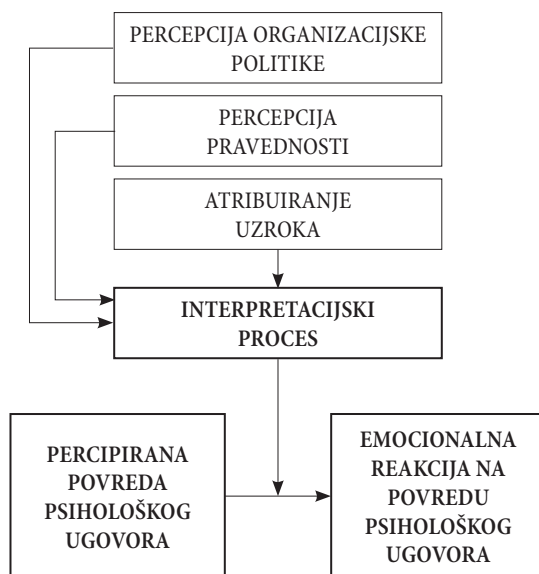 PERCEPCIJA ORGANIZACIJSKE
POLITIKE
PERCEPCIJA
PRAVEDNOSTI
ATRIBUIRANJE
UZROKA
INTERPRETACIJSKI
PROCES
PERCIPIRANA
POVREDA
PSIHOLOŠKOG
UGOVORA
EMOCIONALNA
REAKCIJA NA
POVREDU
PSIHOLOŠKOG
UGOVORA